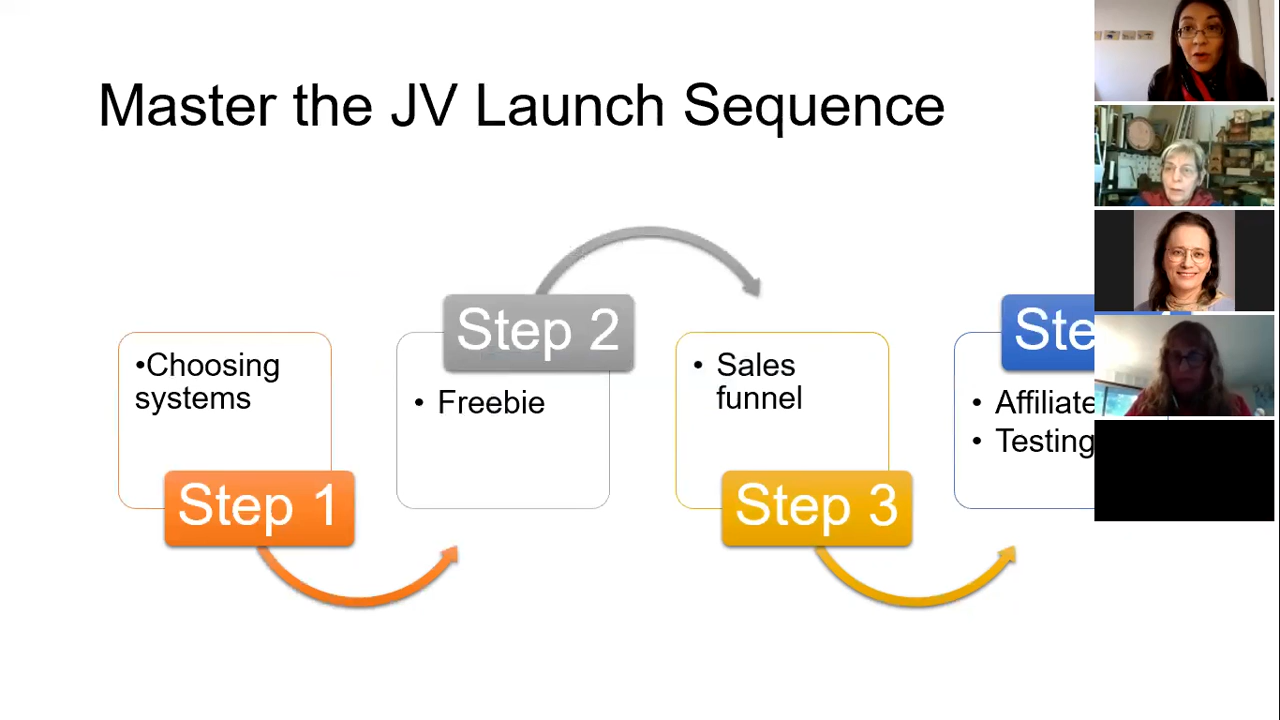 Master the JV Launch Sequence
•Choosing
systems
Step 1
Step 2
• Freebie
• Sales
funnel
Step 3
Ste
• Affiliate
• Testing